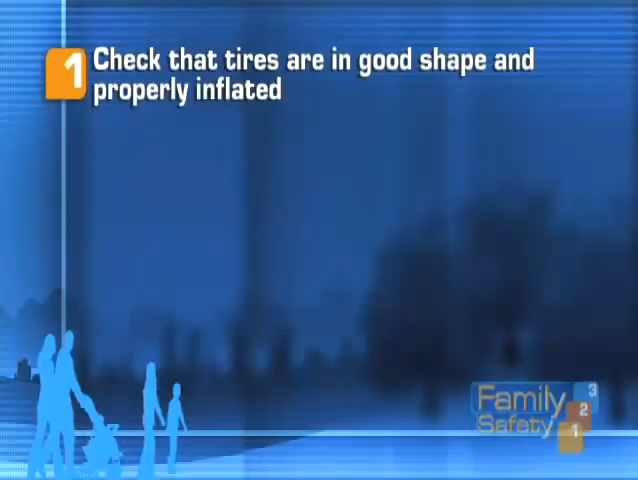 1 Check that tires are in good shape and
properly inflated
Family 3
Safety 2
1